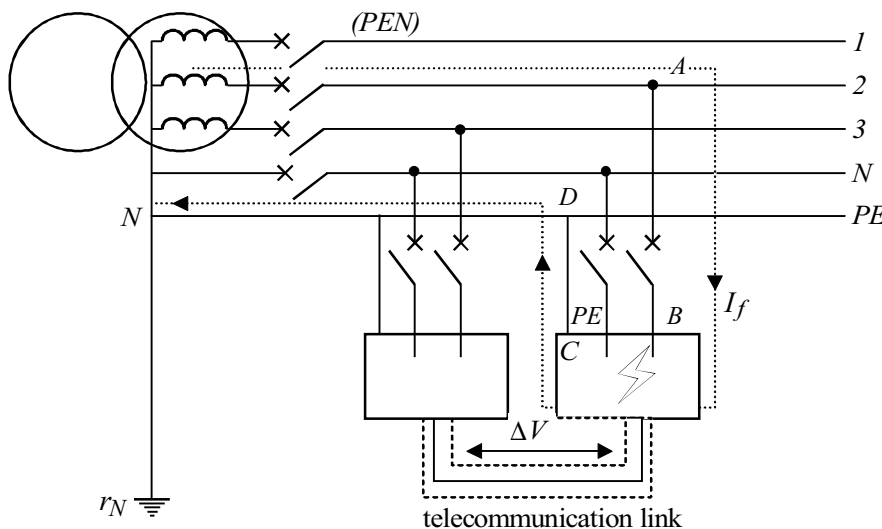 (PEN)
1
A
2
3
N
D
N
PE
I_f
PE
B
C
ΔV
r_N
telecommunication link